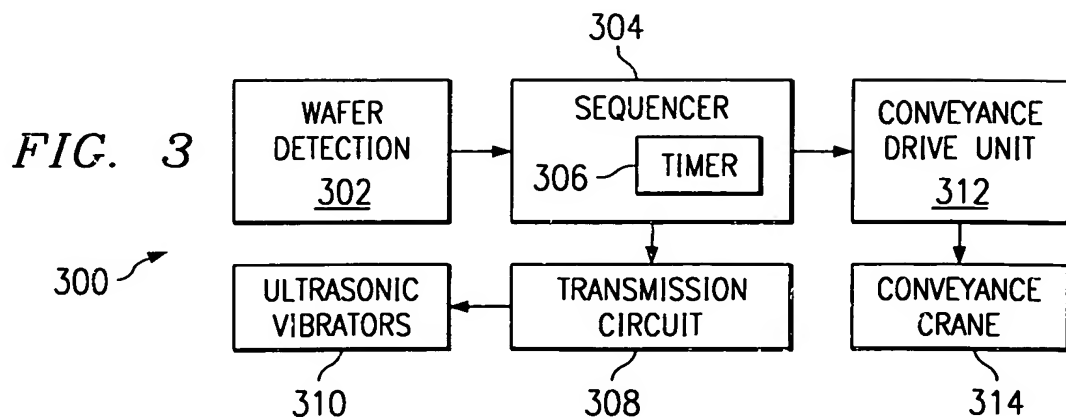 304
FIG. 3
WAFER
DETECTION
302
SEQUENCER
306
TIMER
CONVEYANCE
DRIVE UNIT
312
300
ULTRASONIC
VIBRATORS
TRANSMISSION
CIRCUIT
CONVEYANCE
CRANE
310
308
314